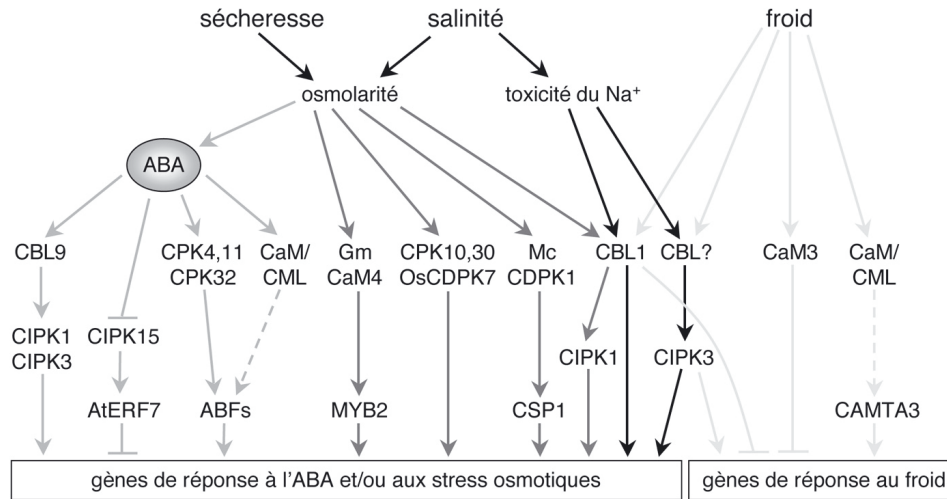 sécheresse salinité froid
osmolarité toxicité du Na⁺
ABA
CBL9 CPK4,11 CaM/ Gm CPK10,30 Mc CBL1 CBL? CaM3 CaM/
CPK32 CML CaM4 OsCDPK7 CDPK1 CML
CIPK1 CIPK15 CIPK1 CIPK3
CIPK3
AtERF7 ABFs MYB2 CSP1 CAMTA3
gènes de réponse à l'ABA et/ou aux stress osmotiques gènes de réponse au froid